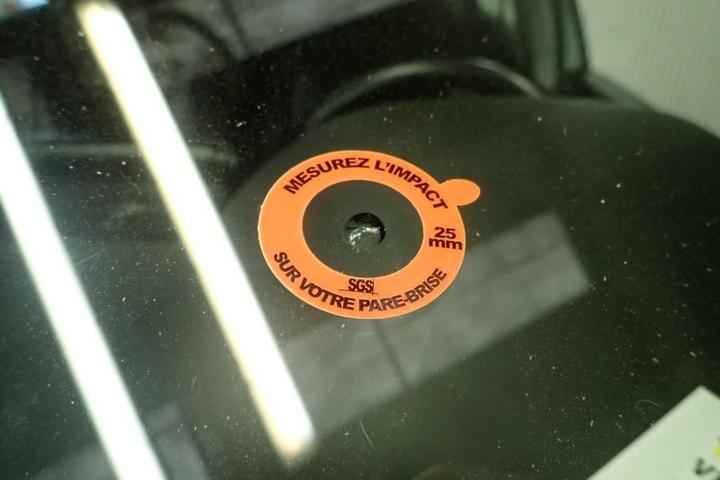 MESUREZ L'IMPACT
25
mm
SGS
SUR VOTRE PARE-BRISE